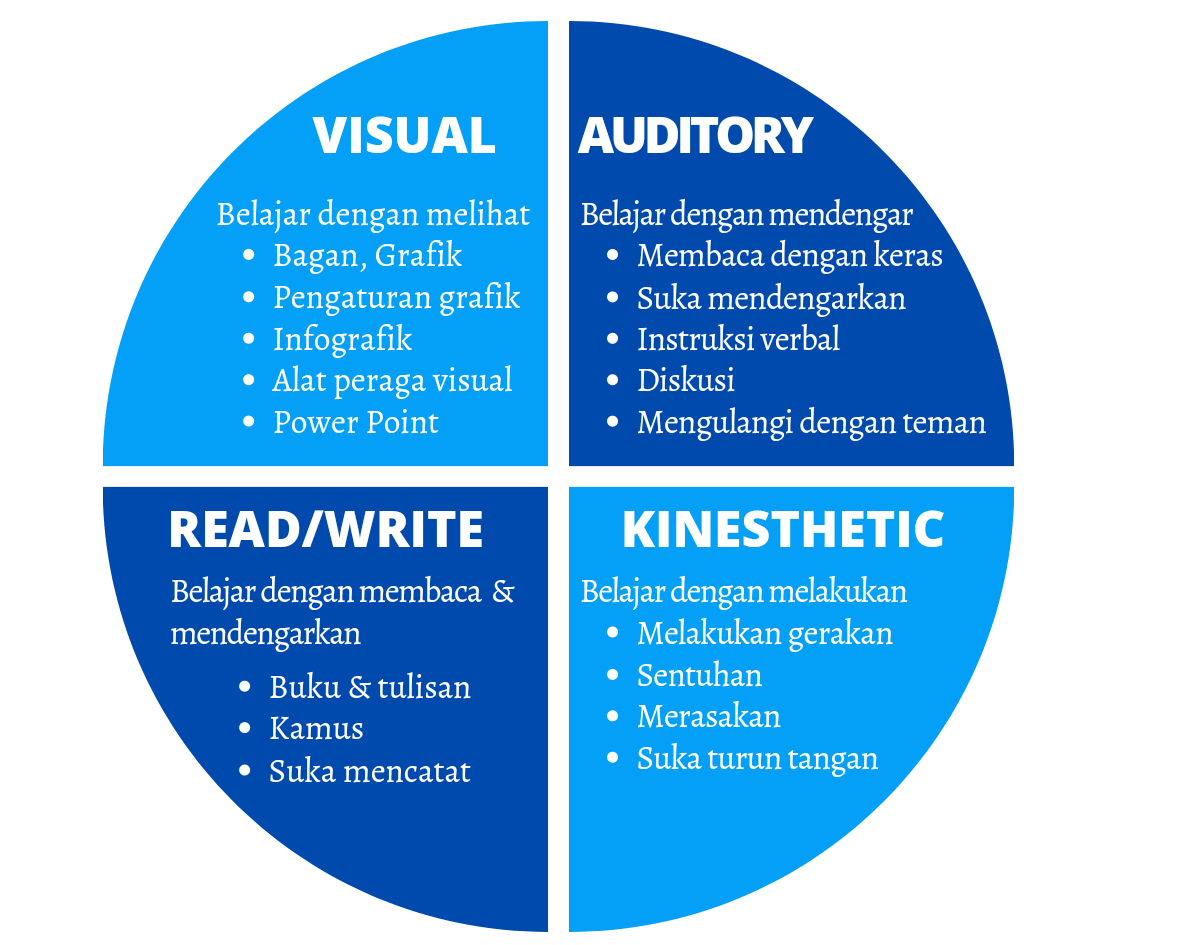 VISUAL
Belajar dengan melihat
• Bagan, Grafik
• Pengaturan grafik
• Infografik
• Alat peraga visual
• Power Point
AUDITORY
Belajar dengan mendengar
• Membaca dengan keras
• Suka mendengarkan
• Instruksi verbal
• Diskusi
• Mengulangi dengan teman
READ/WRITE
Belajar dengan membaca &
mendengarkan
• Buku & tulisan
• Kamus
• Suka mencatat
KINESTHETIC
Belajar dengan melakukan
• Melakukan gerakan
• Sentuhan
• Merasakan
• Suka turun tangan